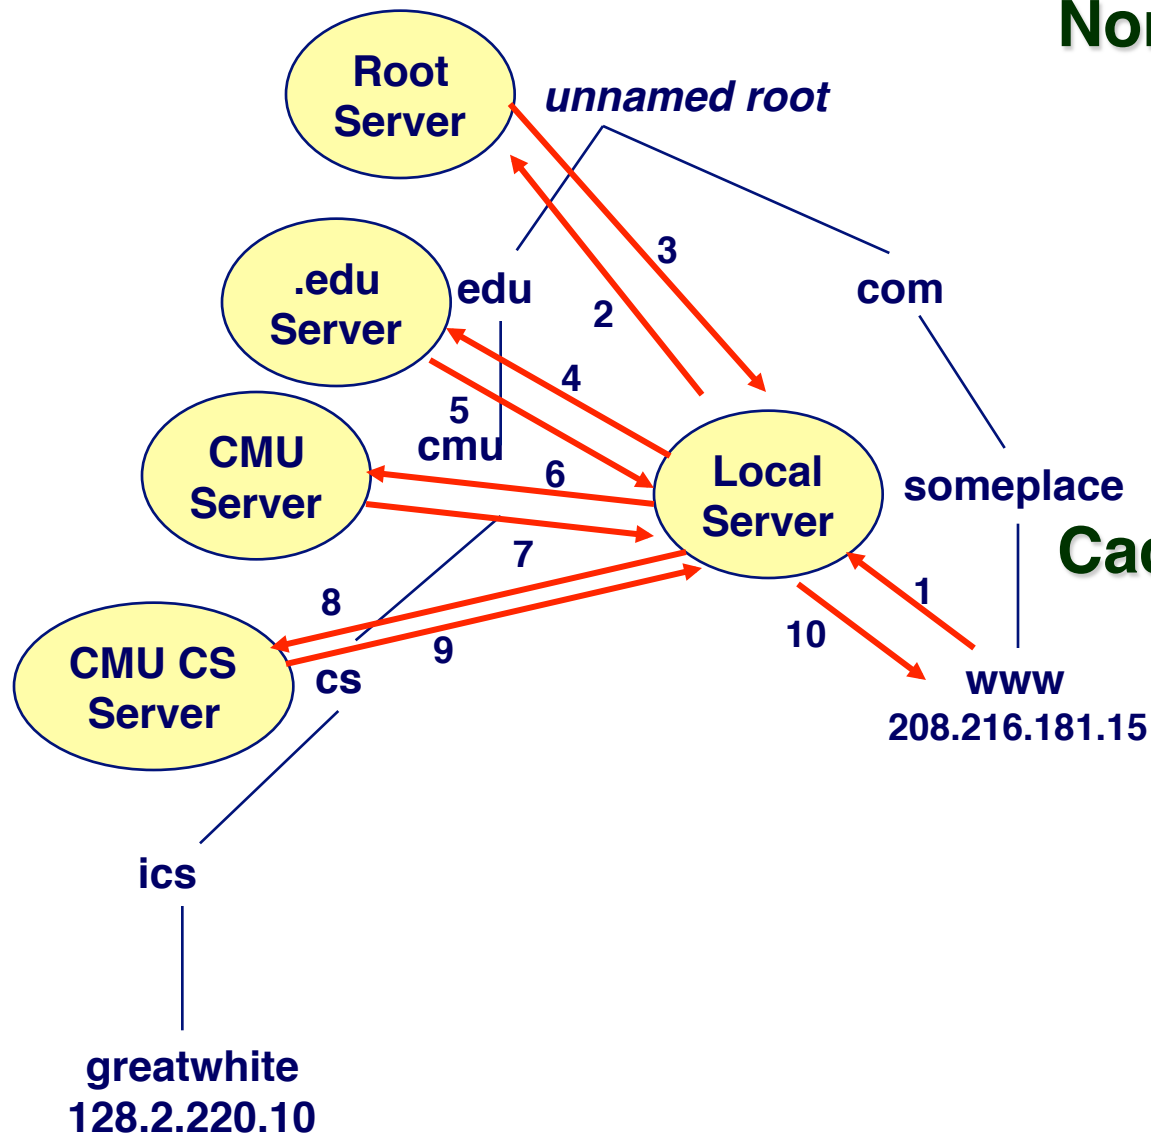 Nor
Root
Server
unnamed root
3
.edu
Server
edu
com
2
4
5
CMU
Server
cmu
6
Local
Server
someplace
7
Cac
8
1
10
9
CMU CS
Server
cs
www
208.216.181.15
ics
greatwhite
128.2.220.10